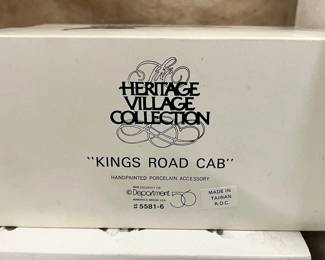 The
HERITAGE
VILLAGE
COLLECTION
"KINGS ROAD CAB"
HANDPAINTED PORCELAIN ACCESSORY
© Department 56
MADE IN
TAIWAN
R.O.C.
5581-6